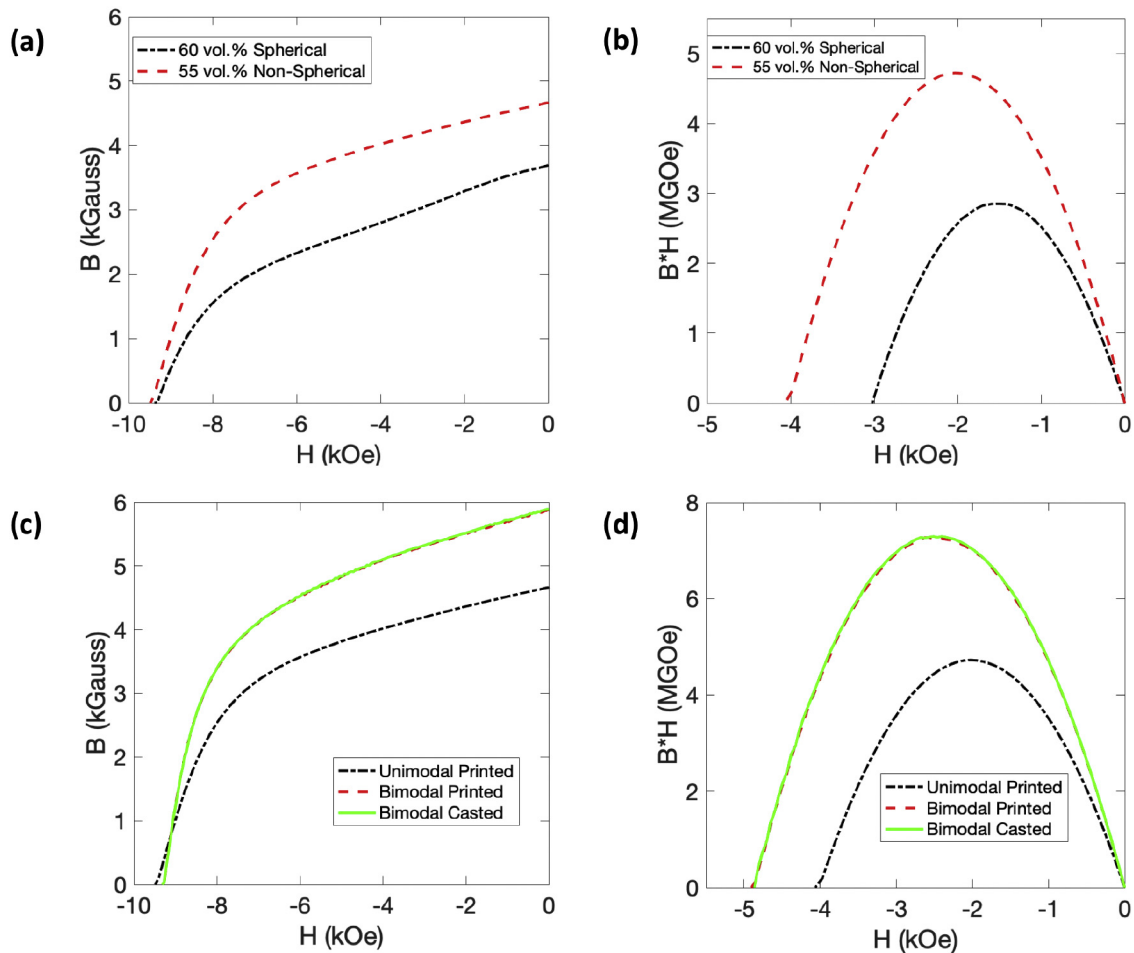 (a)
60 vol.% Spherical
55 vol.% Non-Spherical
B (kGauss)
6
5
4
3
2
1
0
-10
-8
-6
-4
-2
0
H (kOe)
(b)
60 vol.% Spherical
55 vol.% Non-Spherical
B*H (MGOe)
5
4
3
2
1
0
-5
-4
-3
-2
-1
0
H (kOe)
(c)
B (kGauss)
6
5
4
3
2
1
0
Unimodal Printed
Bimodal Printed
Bimodal Casted
-10
-8
-6
-4
-2
0
H (kOe)
(d)
B*H (MGOe)
8
6
4
2
0
Unimodal Printed
Bimodal Printed
Bimodal Casted
-5
-4
-3
-2
-1
0
H (kOe)